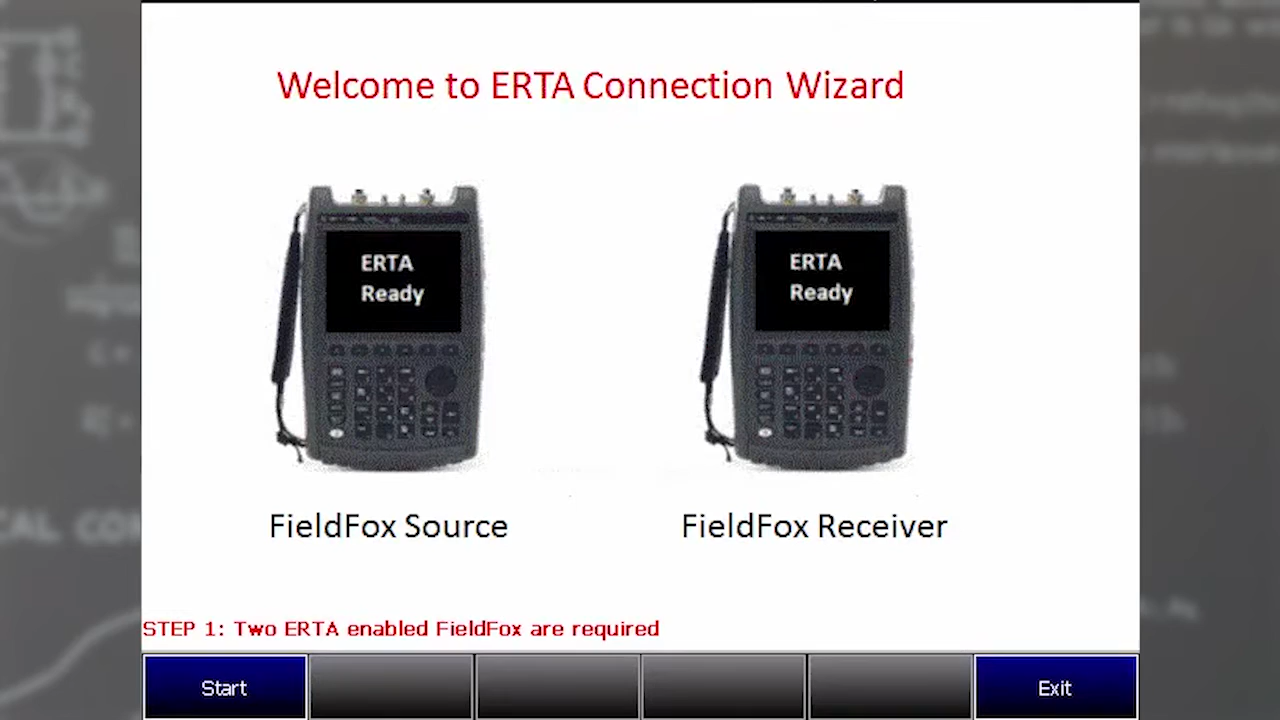 Welcome to ERTA Connection Wizard
ERTA
Ready
ERTA
Ready
FieldFox Source
FieldFox Receiver
STEP 1: Two ERTA enabled FieldFox are required
Start
Exit